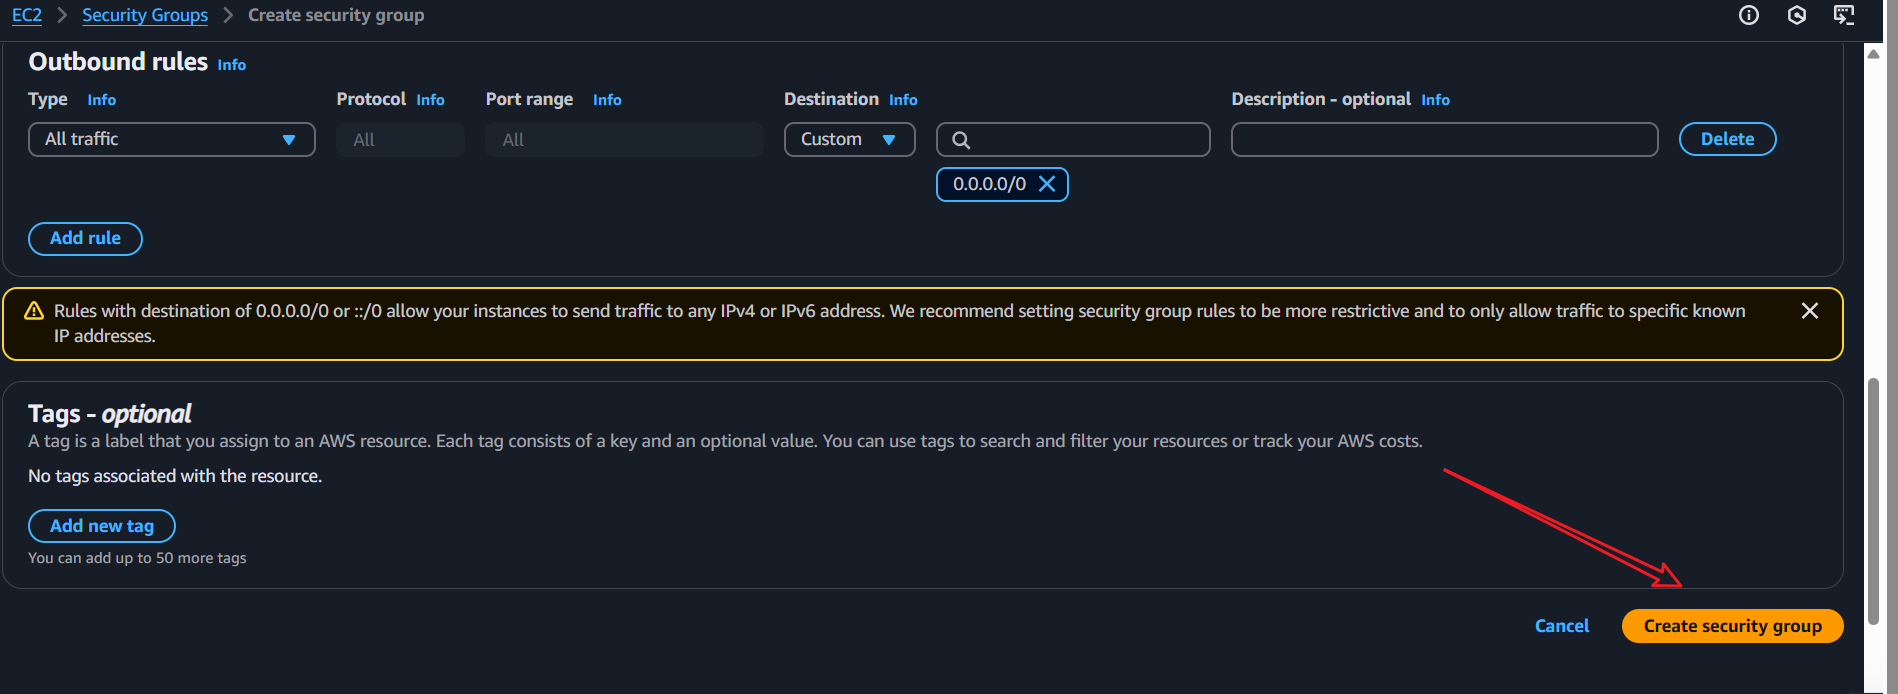 EC2 > Security Groups > Create security group
Outbound rules Info
Type Info Protocol Info Port range Info Destination Info Description - optional Info
All traffic All All Custom Delete
0.0.0.0/0
Add rule
Rules with destination of 0.0.0.0/0 or ::/0 allow your instances to send traffic to any IPv4 or IPv6 address. We recommend setting security group rules to be more restrictive and to only allow traffic to specific known
IP addresses.
Tags - optional
A tag is a label that you assign to an AWS resource. Each tag consists of a key and an optional value. You can use tags to search and filter your resources or track your AWS costs.
No tags associated with the resource.
Add new tag
You can add up to 50 more tags
Cancel Create security group